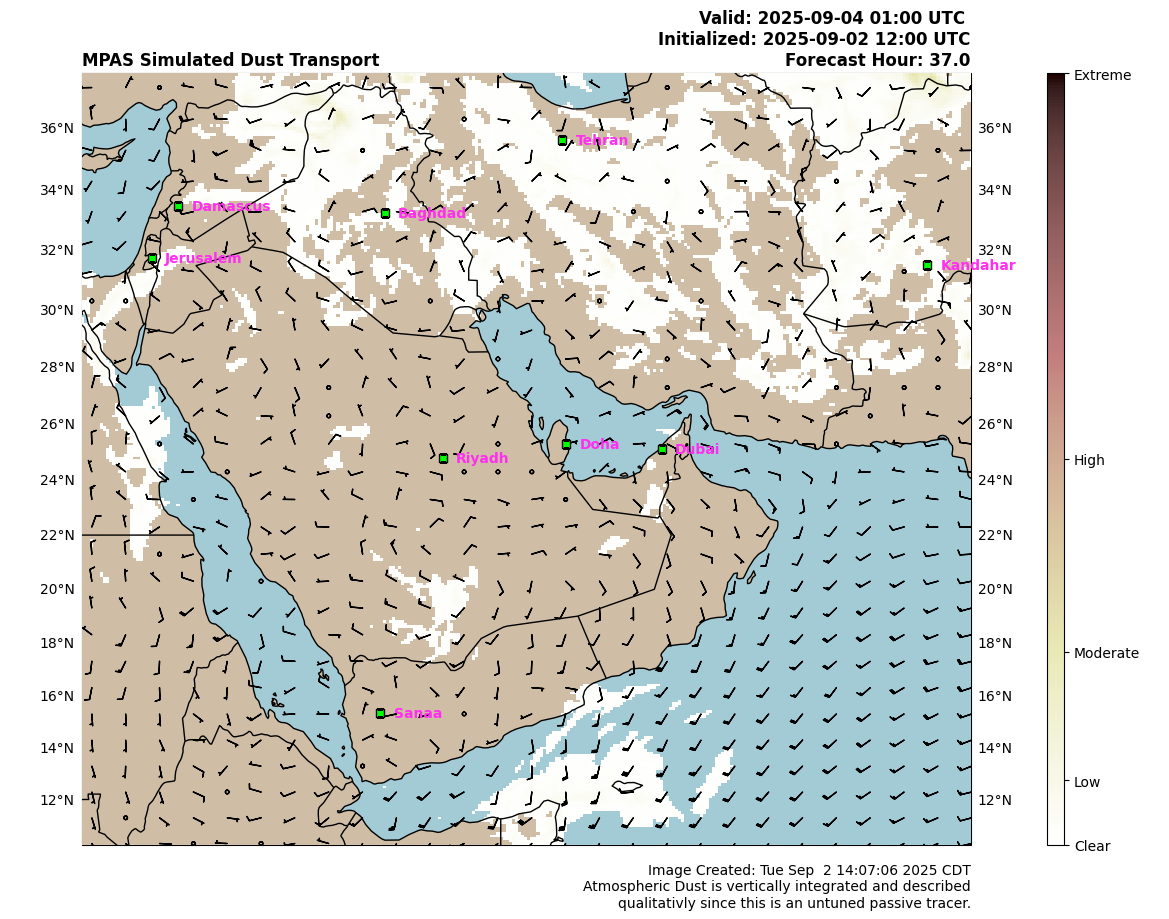 Valid: 2025-09-04 01:00 UTC
Initialized: 2025-09-02 12:00 UTC
MPAS Simulated Dust Transport
Forecast Hour: 37.0
Extreme
36°N
36°N
Tehran
34°N
34°N
Damascus
Baghdad
32°N
32°N
Jerusalem
Kandahar
30°N
30°N
28°N
28°N
26°N
26°N
Doha
Dubai
Riyadh
High
24°N
24°N
22°N
22°N
20°N
20°N
18°N
18°N
Moderate
16°N
16°N
Sanaa
14°N
14°N
Low
12°N
12°N
Clear
Image Created: Tue Sep  2 14:07:06 2025 CDT
Atmospheric Dust is vertically integrated and described
qualitativly since this is an untuned passive tracer.